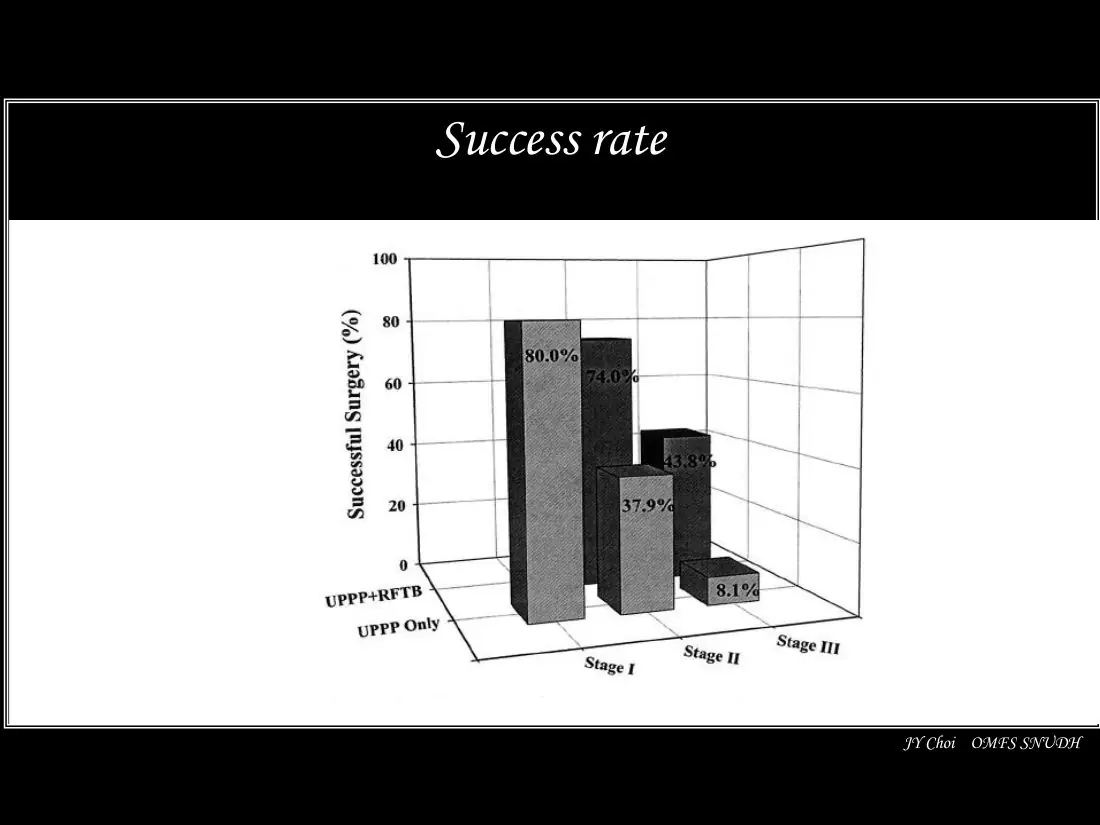 Success rate
100
80
60
40
20
0
Successful Surgery (%)
80.0%
74.0%
43.8%
37.9%
8.1%
UPPP+RFTB
UPPP Only
Stage I
Stage II
Stage III
JY Choi OMFS SNUDH